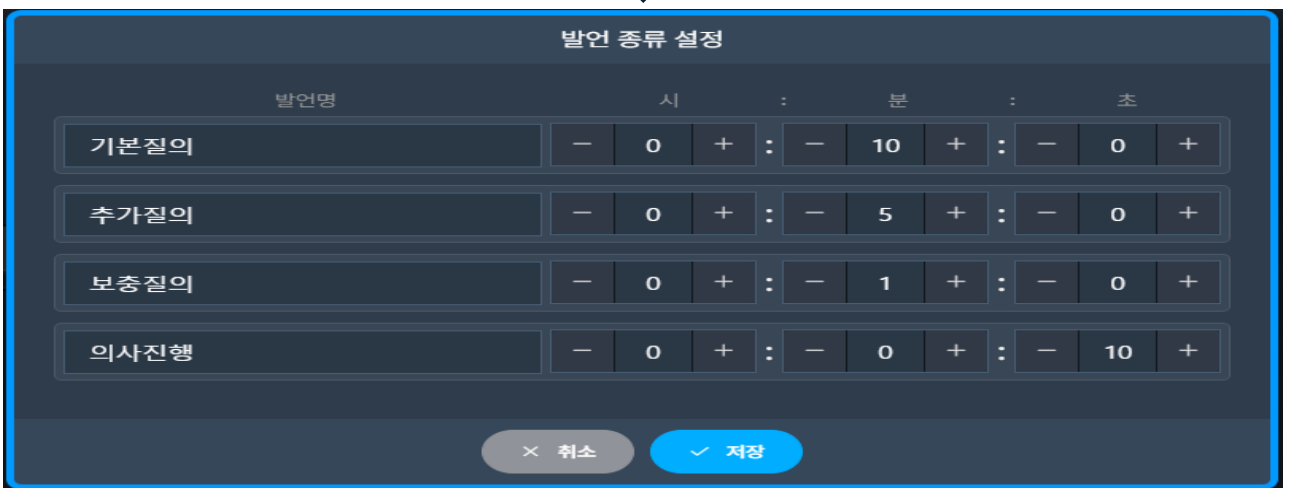 발언 종류 설정
발언명 시 : 분 : 초
기본질의 − 0 + : − 10 + : − 0 +
추가질의 − 0 + : − 5 + : − 0 +
보충질의 − 0 + : − 1 + : − 0 +
의사진행 − 0 + : − 0 + : − 10 +
× 취소 ✓ 저장